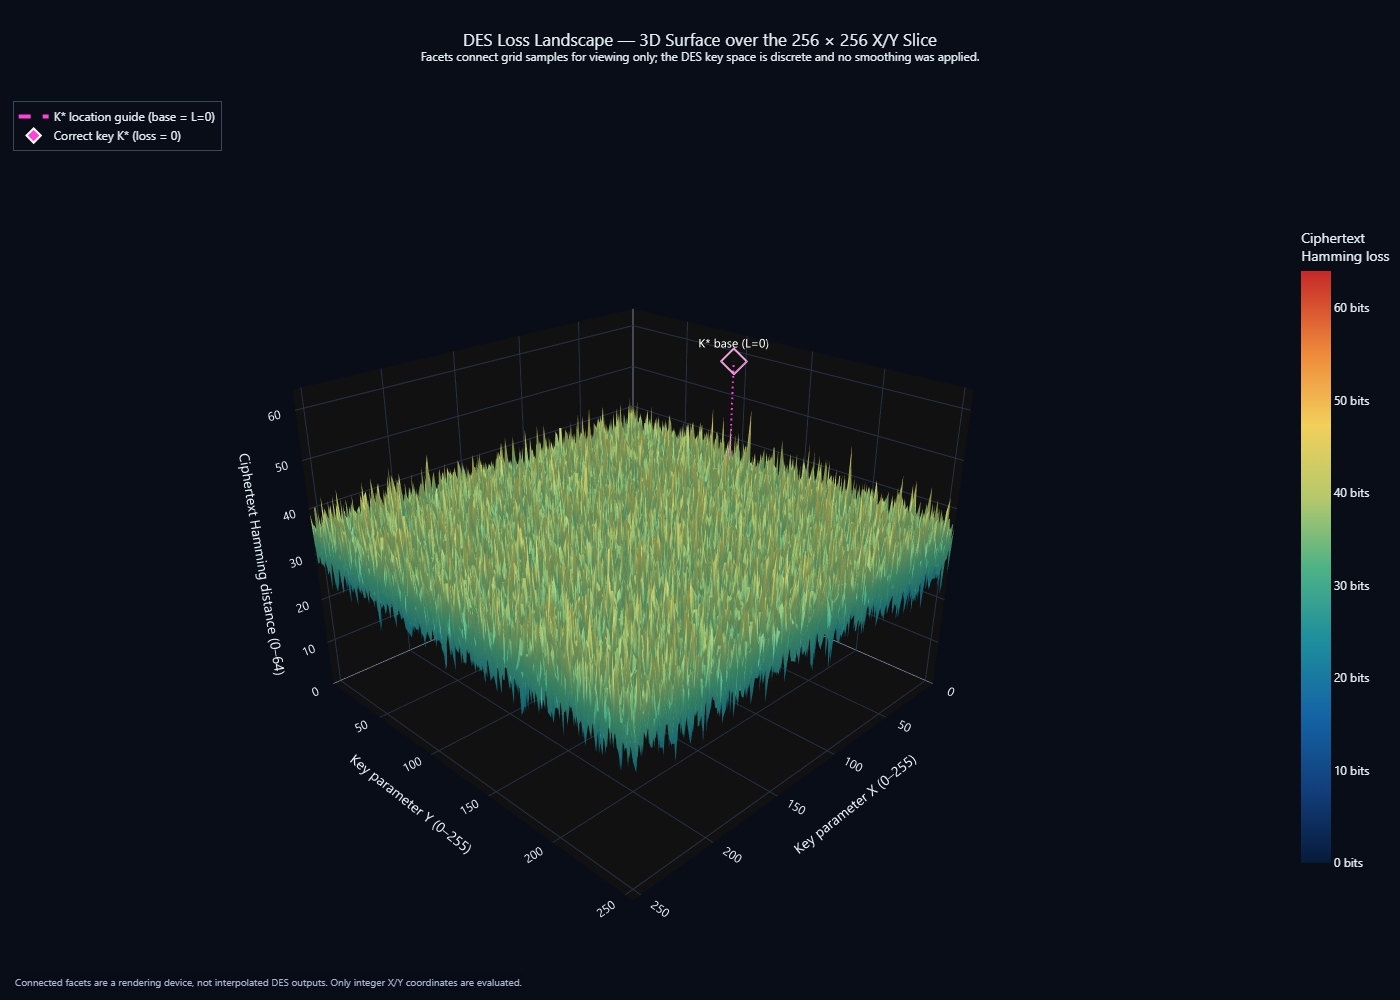 DES Loss Landscape — 3D Surface over the 256 × 256 X/Y Slice
Facets connect grid samples for viewing only; the DES key space is discrete and no smoothing was applied.
K* location guide (base = L=0)
Correct key K* (loss = 0)
Ciphertext
Hamming loss
60 bits
50 bits
40 bits
30 bits
20 bits
10 bits
0 bits
K* base (L=0)
Ciphertext Hamming distance (0–64)
60
50
40
30
20
10
0
50
100
150
200
250
Key parameter Y (0–255)
0
50
100
150
200
250
Key parameter X (0–255)
Connected facets are a rendering device, not interpolated DES outputs. Only integer X/Y coordinates are evaluated.